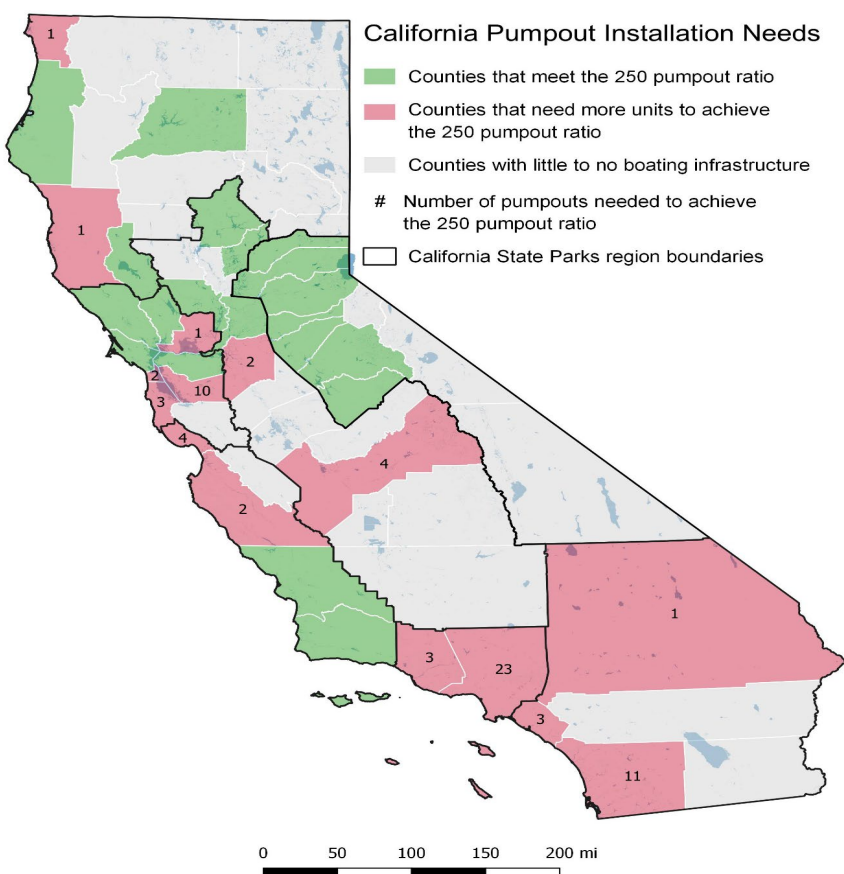 California Pumpout Installation Needs
Counties that meet the 250 pumpout ratio
Counties that need more units to achieve
the 250 pumpout ratio
Counties with little to no boating infrastructure
# Number of pumpouts needed to achieve
the 250 pumpout ratio
California State Parks region boundaries
1
1
1
2
2
10
3
4
4
2
1
3
23
3
11
0 50 100 150 200 mi